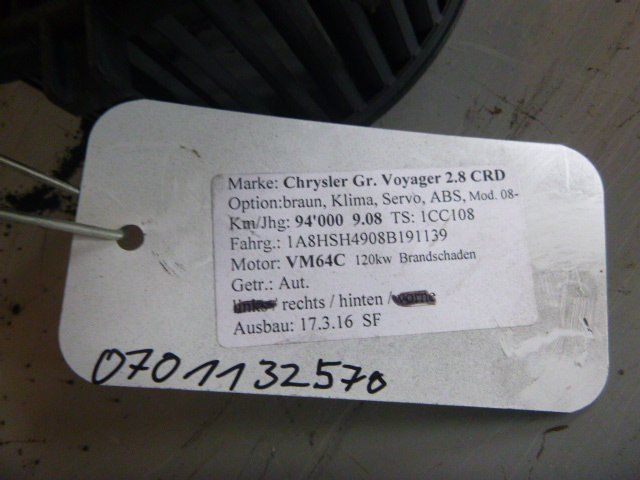 Marke: Chrysler Gr. Voyager 2.8 CRD
Option:braun, Klima, Servo, ABS, Mod. 08-
Km/Jhg: 94'000 9.08 TS: 1CC108
Fahrg.: 1A8HSH4908B191139
Motor: VM64C 120kw Brandschaden
Getr.: Aut.
links / rechts / hinten / vorne
Ausbau: 17.3.16 SF
07011132570